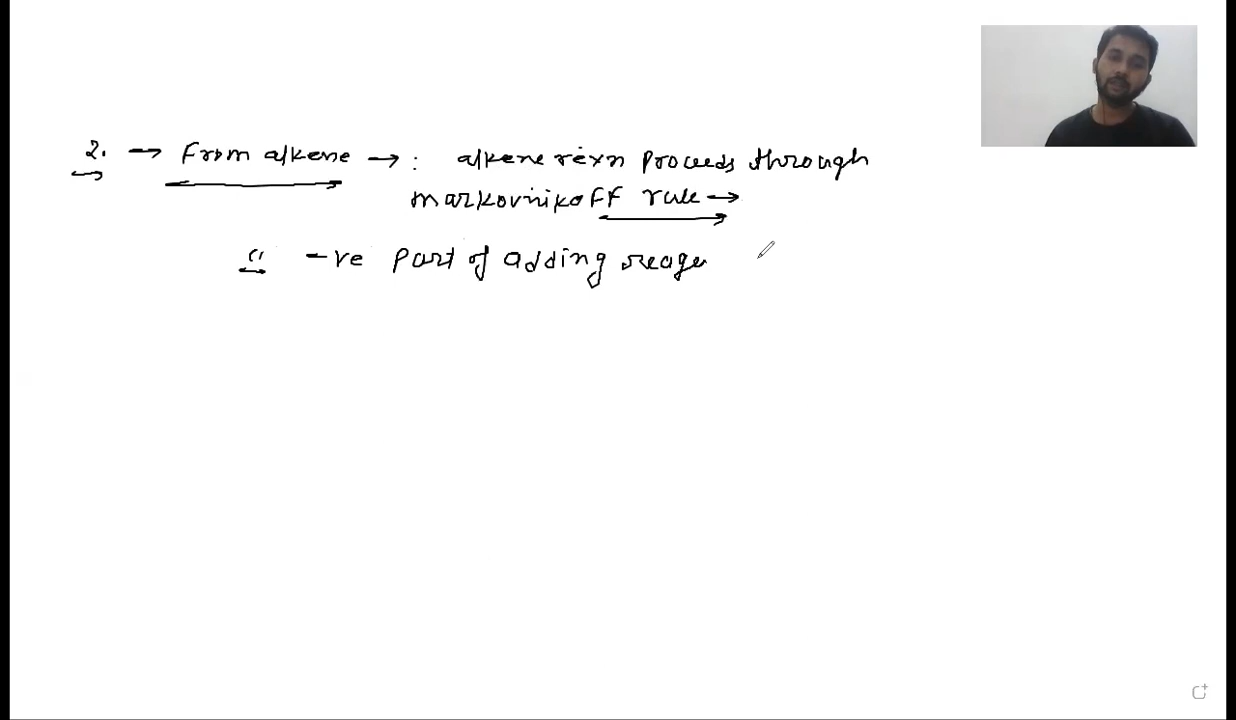 2. → From alkene → : alkene rexn proceeds through
markovnikoff rule →
" -ve part of adding reage